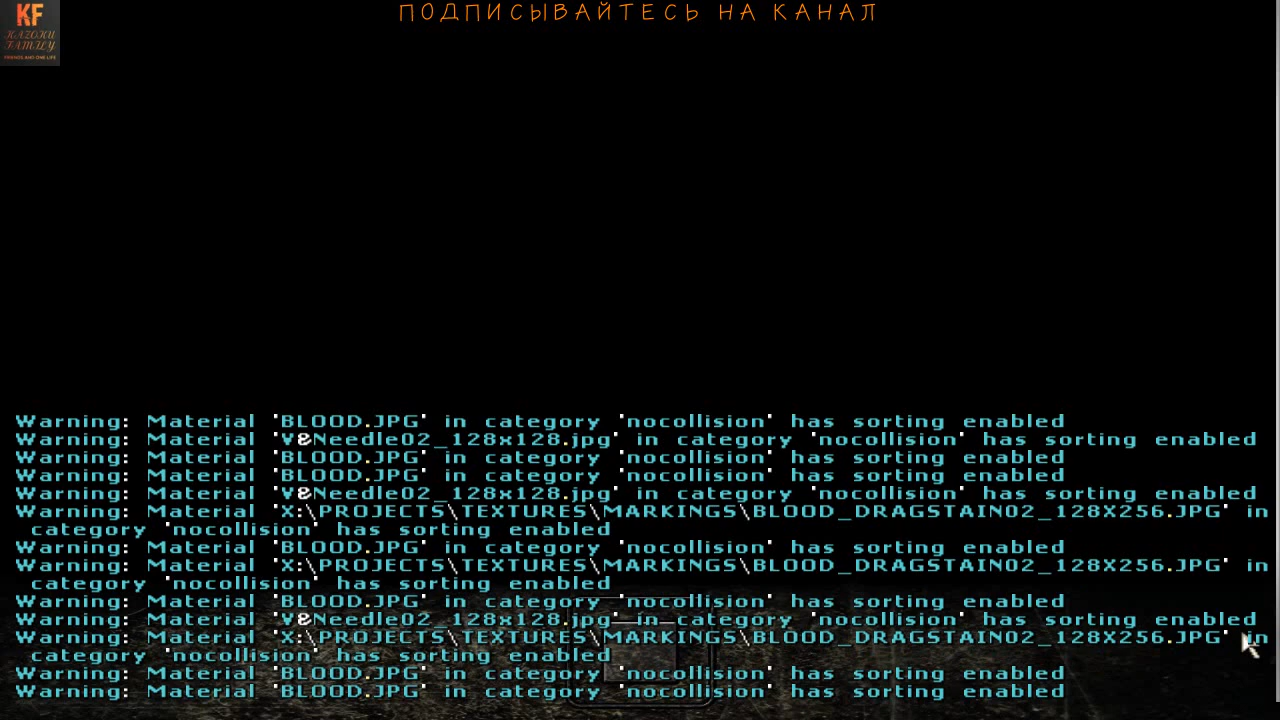 KF
KAZOKU
FAMILY
FRIENDS AND ONE LIFE
ПОДПИСЫВАЙТЕСЬ НА КАНАЛ
Warning: Material 'BLOOD.JPG' in category 'nocollision' has sorting enabled
Warning: Material 'V&Needle02_128x128.jpg' in category 'nocollision' has sorting enabled
Warning: Material 'BLOOD.JPG' in category 'nocollision' has sorting enabled
Warning: Material 'BLOOD.JPG' in category 'nocollision' has sorting enabled
Warning: Material 'V&Needle02_128x128.jpg' in category 'nocollision' has sorting enabled
Warning: Material 'X:\PROJECTS\TEXTURES\MARKINGS\BLOOD_DRAGSTAIN02_128X256.JPG' in
category 'nocollision' has sorting enabled
Warning: Material 'BLOOD.JPG' in category 'nocollision' has sorting enabled
Warning: Material 'X:\PROJECTS\TEXTURES\MARKINGS\BLOOD_DRAGSTAIN02_128X256.JPG' in
category 'nocollision' has sorting enabled
Warning: Material 'BLOOD.JPG' in category 'nocollision' has sorting enabled
Warning: Material 'V&Needle02_128x128.jpg' in category 'nocollision' has sorting enabled
Warning: Material 'X:\PROJECTS\TEXTURES\MARKINGS\BLOOD_DRAGSTAIN02_128X256.JPG' in
category 'nocollision' has sorting enabled
Warning: Material 'BLOOD.JPG' in category 'nocollision' has sorting enabled
Warning: Material 'BLOOD.JPG' in category 'nocollision' has sorting enabled